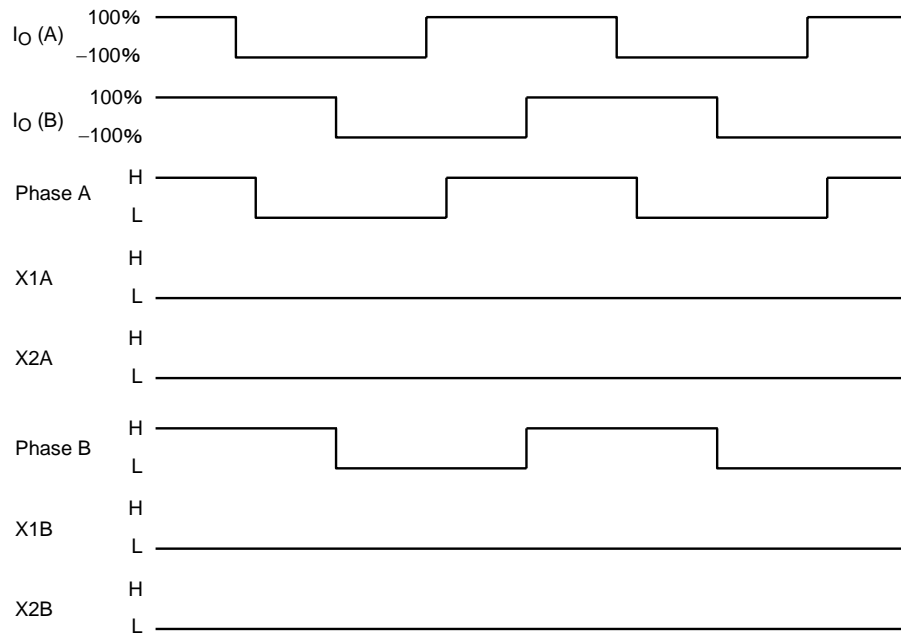 100%
IO (A)
−100%
100%
IO (B)
−100%
H
Phase A
L
H
X1A
L
H
X2A
L
H
Phase B
L
H
X1B
L
H
X2B
L